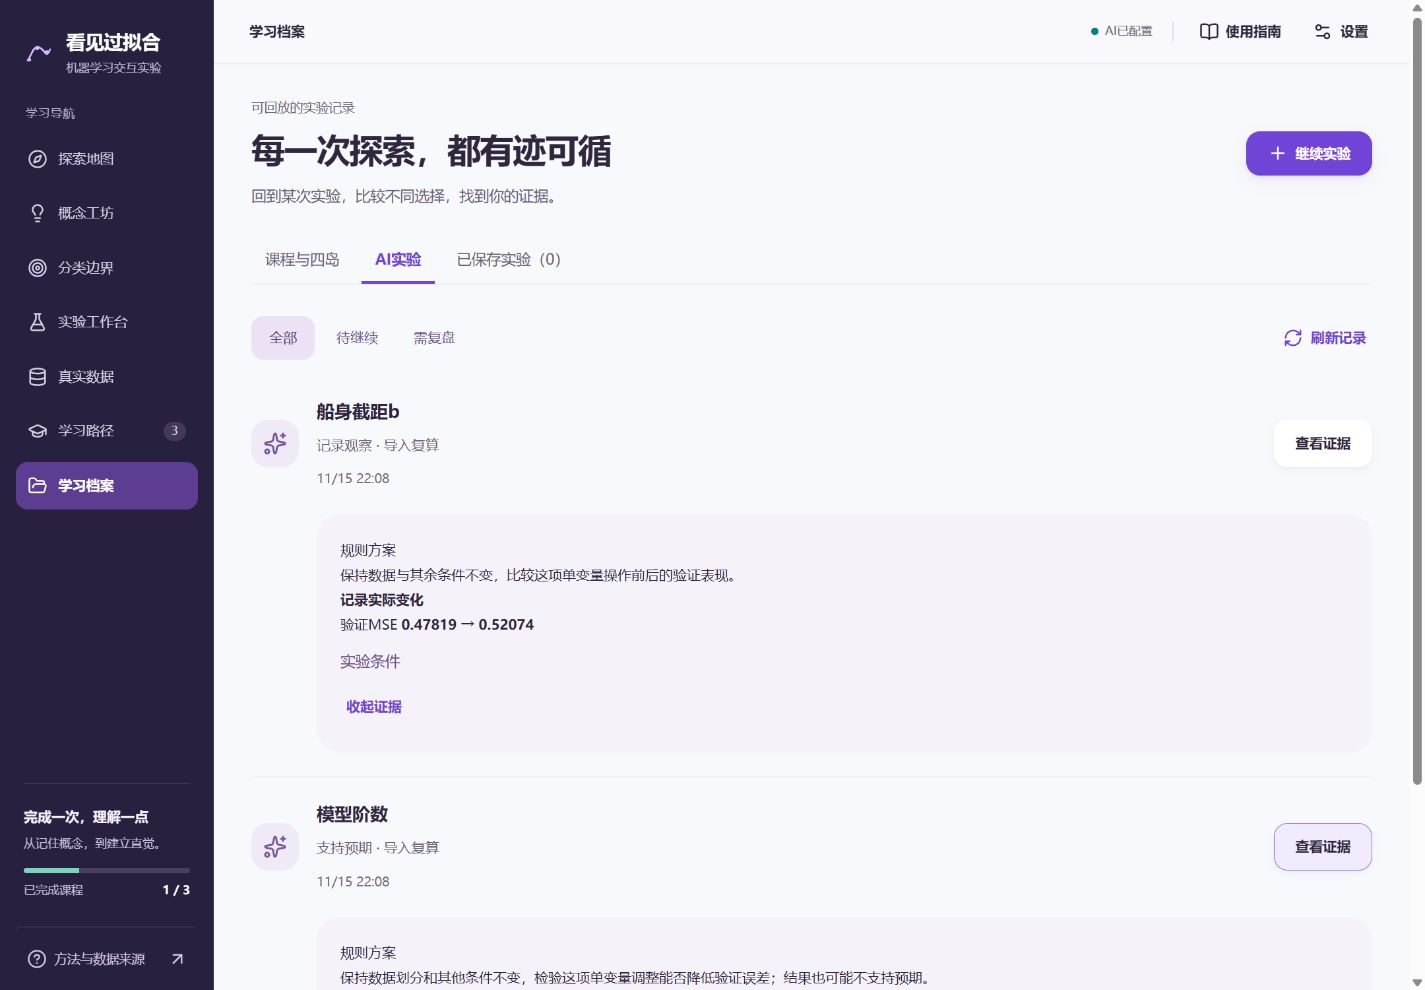 看见过拟合
机器学习交互实验
学习导航
探索地图
概念工坊
分类边界
实验工作台
真实数据
学习路径 3
学习档案
完成一次，理解一点
从记住概念，到建立直觉。
已完成课程 1 / 3
方法与数据来源
学习档案
AI已配置
使用指南
设置
可回放的实验记录
每一次探索，都有迹可循
回到某次实验，比较不同选择，找到你的证据。
继续实验
课程与四岛 AI实验 已保存实验（0）
全部 待继续 需复盘
刷新记录
船身截距b
记录观察 · 导入复算
11/15 22:08
查看证据
规则方案
保持数据与其余条件不变，比较这项单变量操作前后的验证表现。
记录实际变化
验证MSE 0.47819 → 0.52074
实验条件
收起证据
模型阶数
支持预期 · 导入复算
11/15 22:08
查看证据
规则方案
保持数据划分和其他条件不变，检验这项单变量调整能否降低验证误差；结果也可能不支持预期。